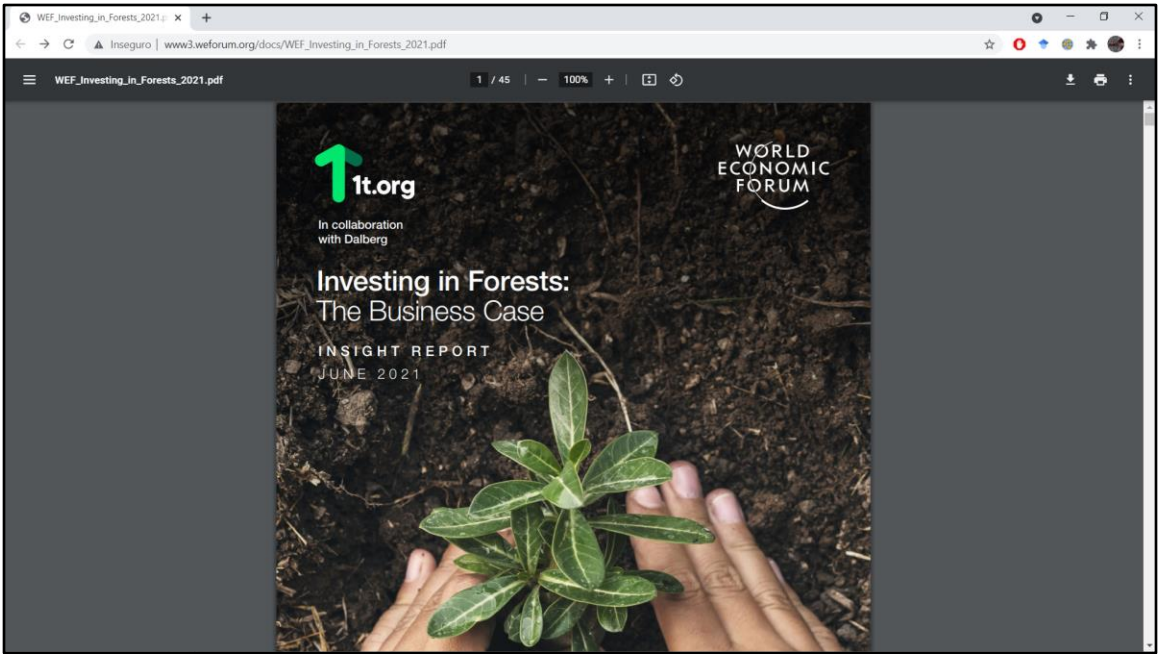 WEF_Investing_in_Forests_2021.p
Inseguro | www3.weforum.org/docs/WEF_Investing_in_Forests_2021.pdf
WEF_Investing_in_Forests_2021.pdf
1 / 45
100%
1t.org
WORLD
ECONOMIC
FORUM
In collaboration
with Dalberg
Investing in Forests:
The Business Case
INSIGHT REPORT
JUNE 2021